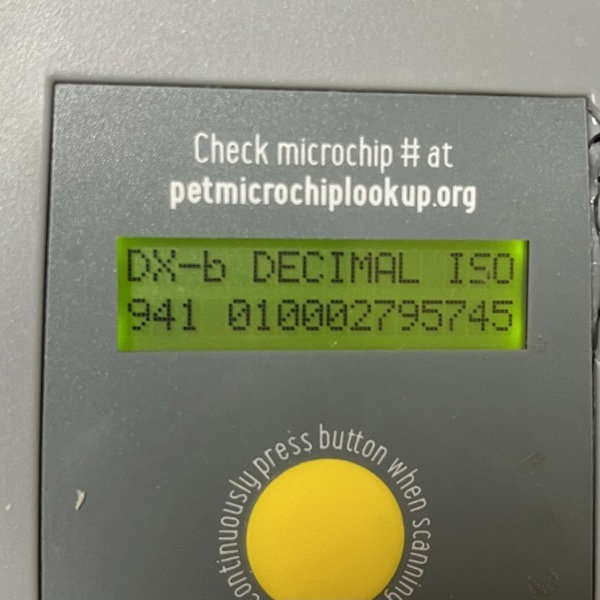 Check microchip # at
petmicrochiplookup.org
DX-b DECIMAL ISO
941 010002795745
continuously press button when scanning